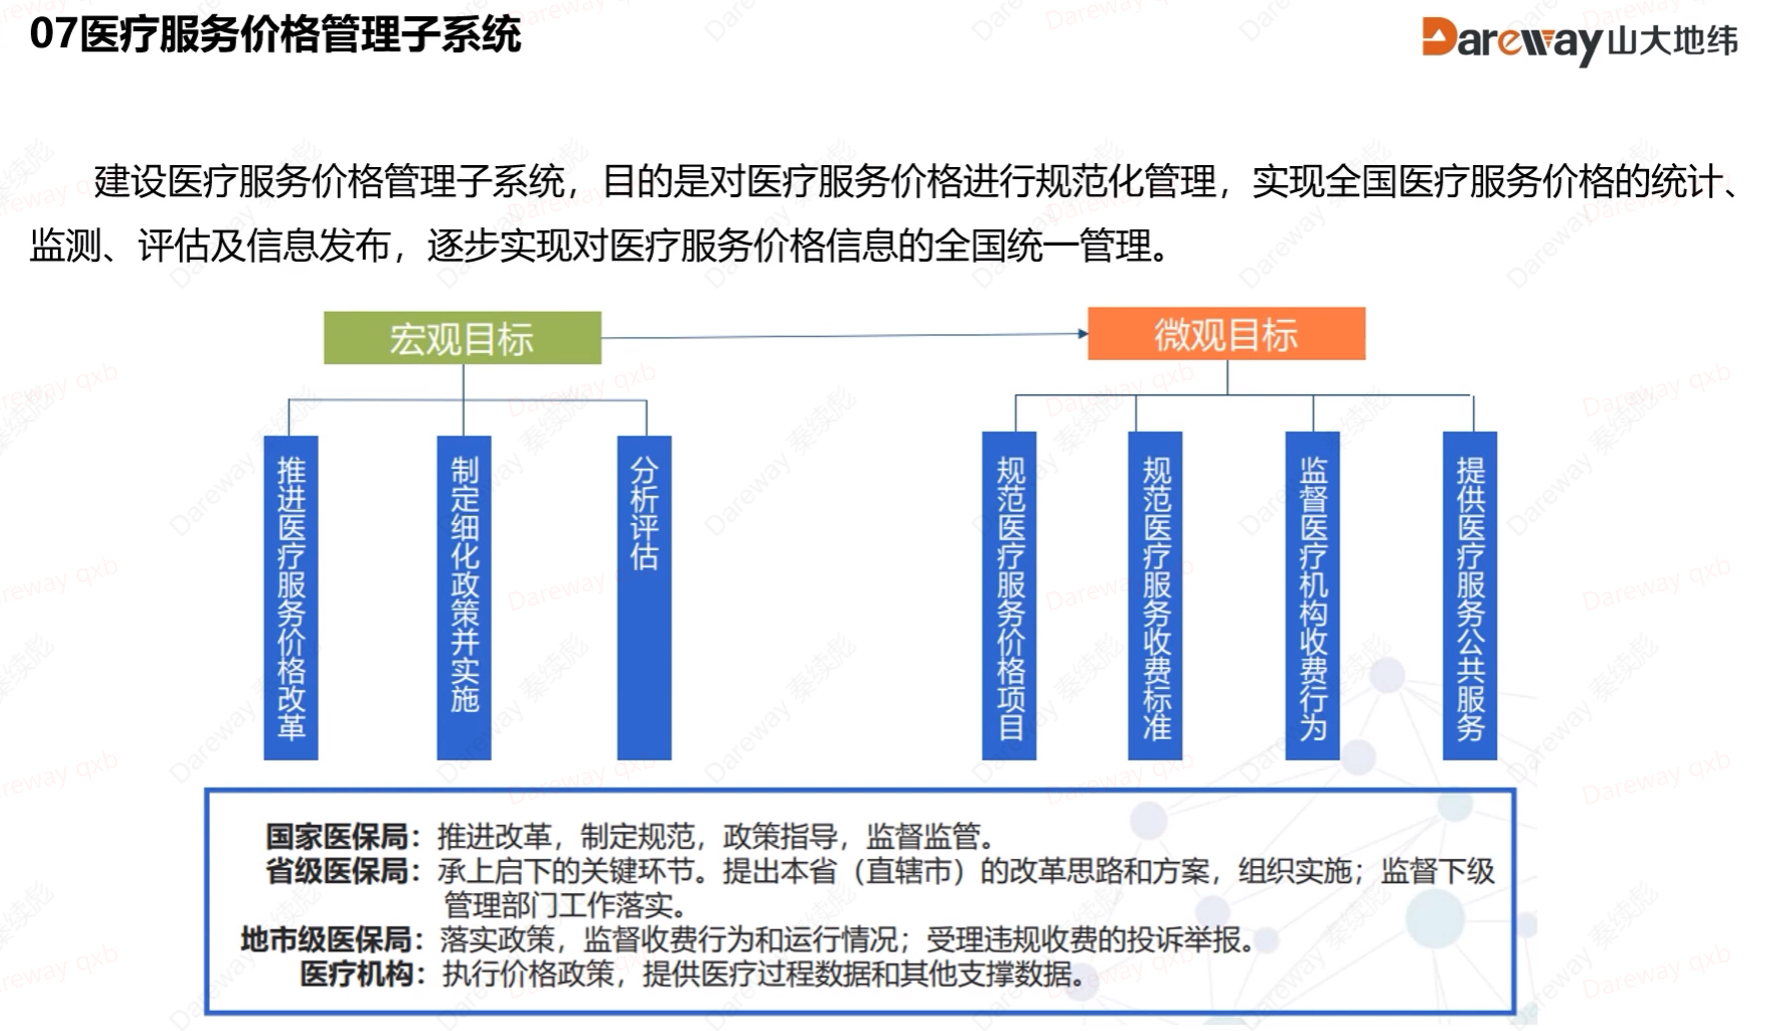 07医疗服务价格管理子系统
Dareway山大地纬
建设医疗服务价格管理子系统，目的是对医疗服务价格进行规范化管理，实现全国医疗服务价格的统计、
监测、评估及信息发布，逐步实现对医疗服务价格信息的全国统一管理。
宏观目标
微观目标
推进医疗服务价格改革
制定细化政策并实施
分析评估
规范医疗服务价格项目
规范医疗服务收费标准
监督医疗机构收费行为
提供医疗服务公共服务
国家医保局：推进改革，制定规范，政策指导，监督监管。
省级医保局：承上启下的关键环节。提出本省（直辖市）的改革思路和方案，组织实施；监督下级
管理部门工作落实。
地市级医保局：落实政策，监督收费行为和运行情况；受理违规收费的投诉举报。
医疗机构：执行价格政策，提供医疗过程数据和其他支撑数据。
Dareway qxb
Dareway 秦续彪